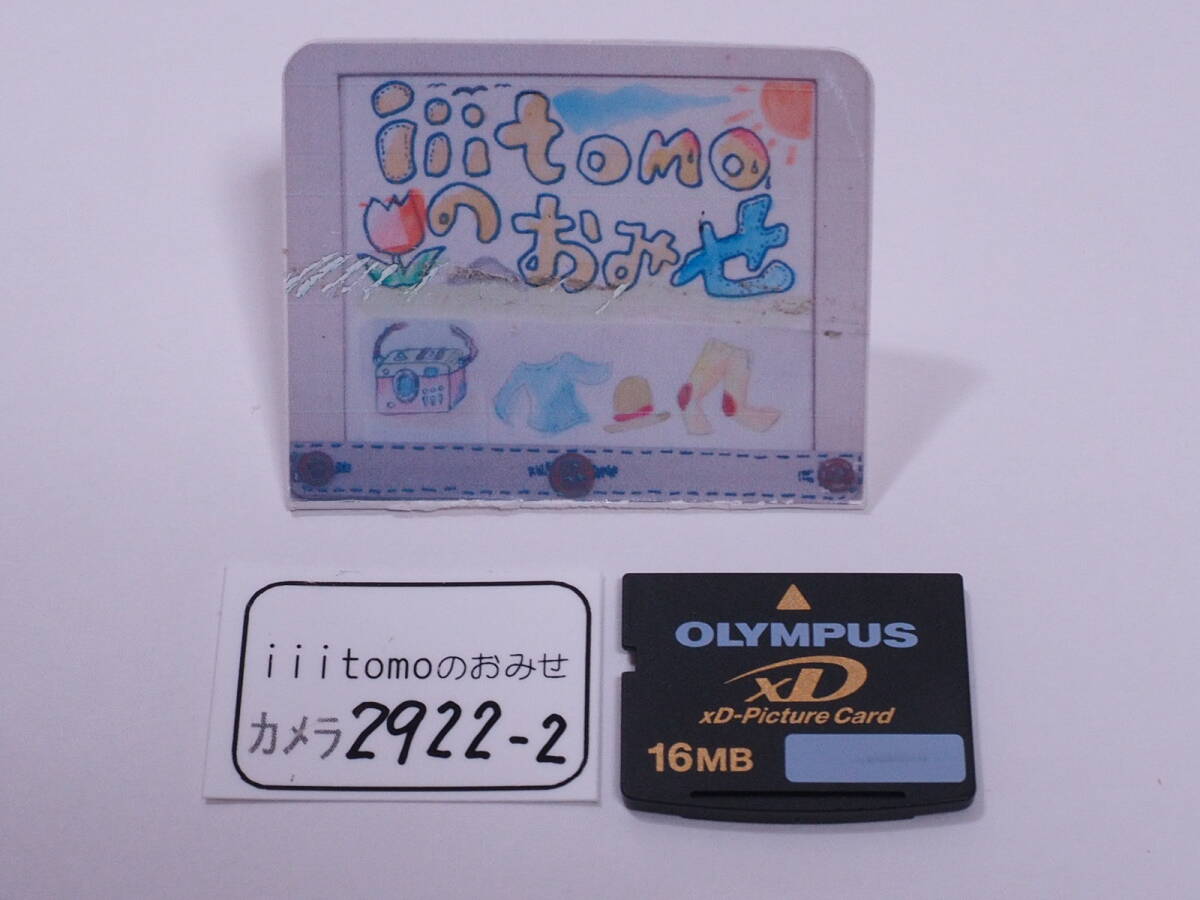 iiitomo
のおみせ
iiitomoのおみせ
カメラ2922-2
OLYMPUS
xD
xD-Picture Card
16MB